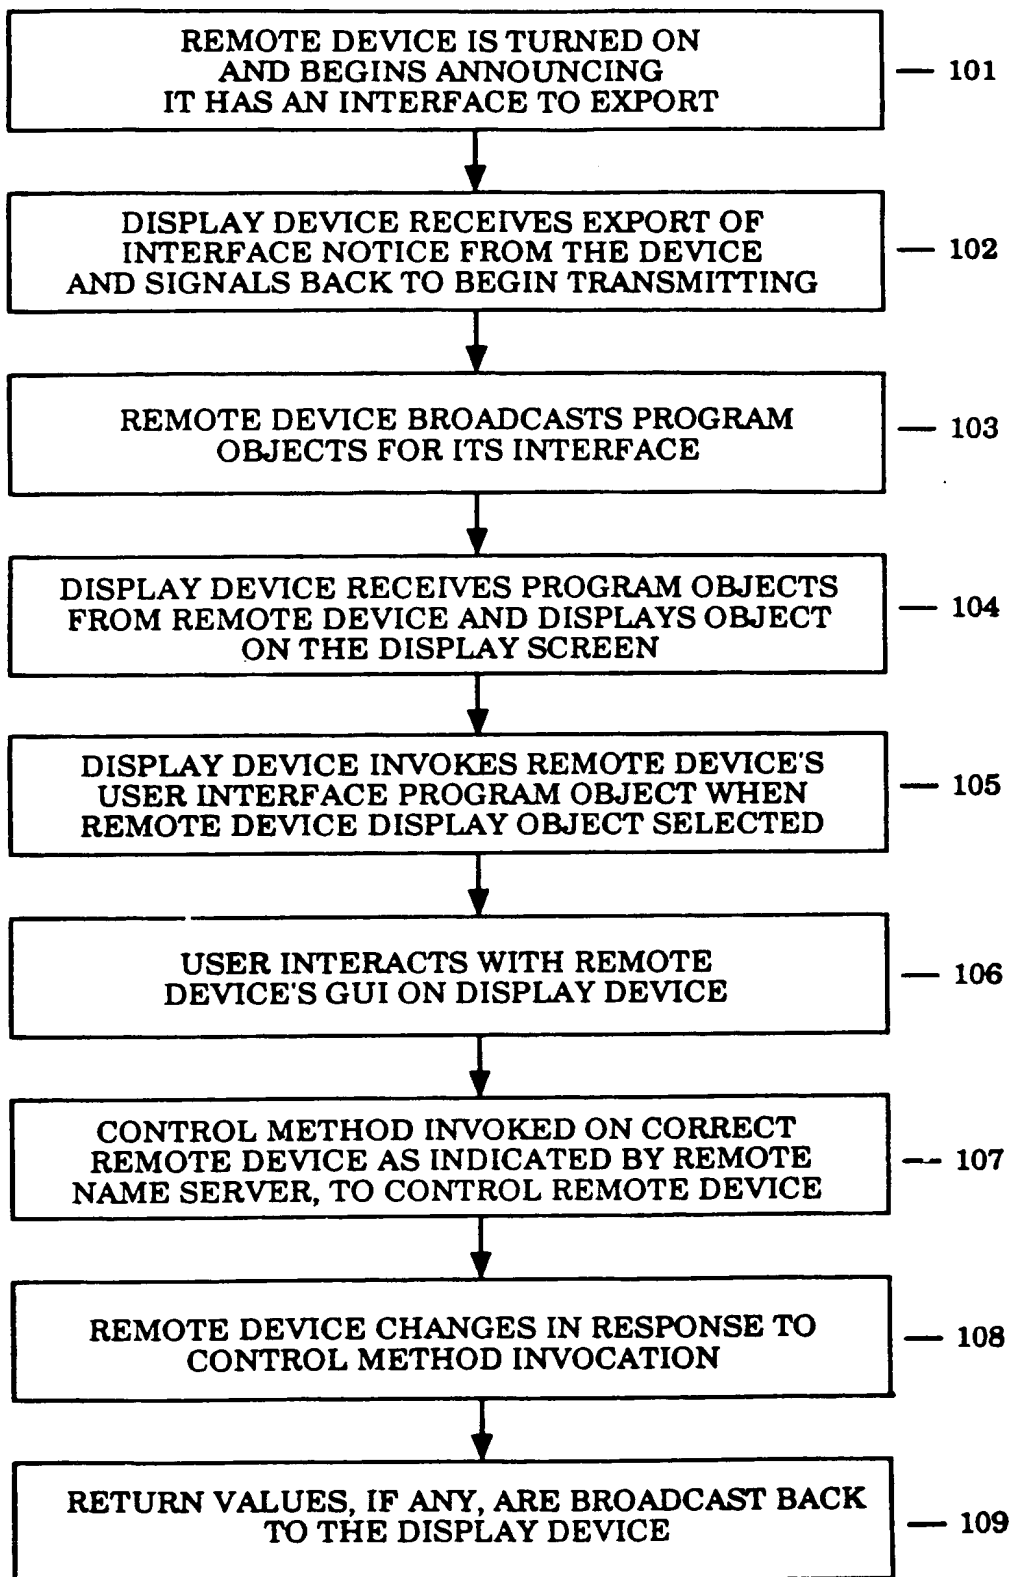 REMOTE DEVICE IS TURNED ON
AND BEGINS ANNOUNCING
IT HAS AN INTERFACE TO EXPORT
101
DISPLAY DEVICE RECEIVES EXPORT OF
INTERFACE NOTICE FROM THE DEVICE
AND SIGNALS BACK TO BEGIN TRANSMITTING
102
REMOTE DEVICE BROADCASTS PROGRAM
OBJECTS FOR ITS INTERFACE
103
DISPLAY DEVICE RECEIVES PROGRAM OBJECTS
FROM REMOTE DEVICE AND DISPLAYS OBJECT
ON THE DISPLAY SCREEN
104
DISPLAY DEVICE INVOKES REMOTE DEVICE'S
USER INTERFACE PROGRAM OBJECT WHEN
REMOTE DEVICE DISPLAY OBJECT SELECTED
105
USER INTERACTS WITH REMOTE
DEVICE'S GUI ON DISPLAY DEVICE
106
CONTROL METHOD INVOKED ON CORRECT
REMOTE DEVICE AS INDICATED BY REMOTE
NAME SERVER, TO CONTROL REMOTE DEVICE
107
REMOTE DEVICE CHANGES IN RESPONSE TO
CONTROL METHOD INVOCATION
108
RETURN VALUES, IF ANY, ARE BROADCAST BACK
TO THE DISPLAY DEVICE
109